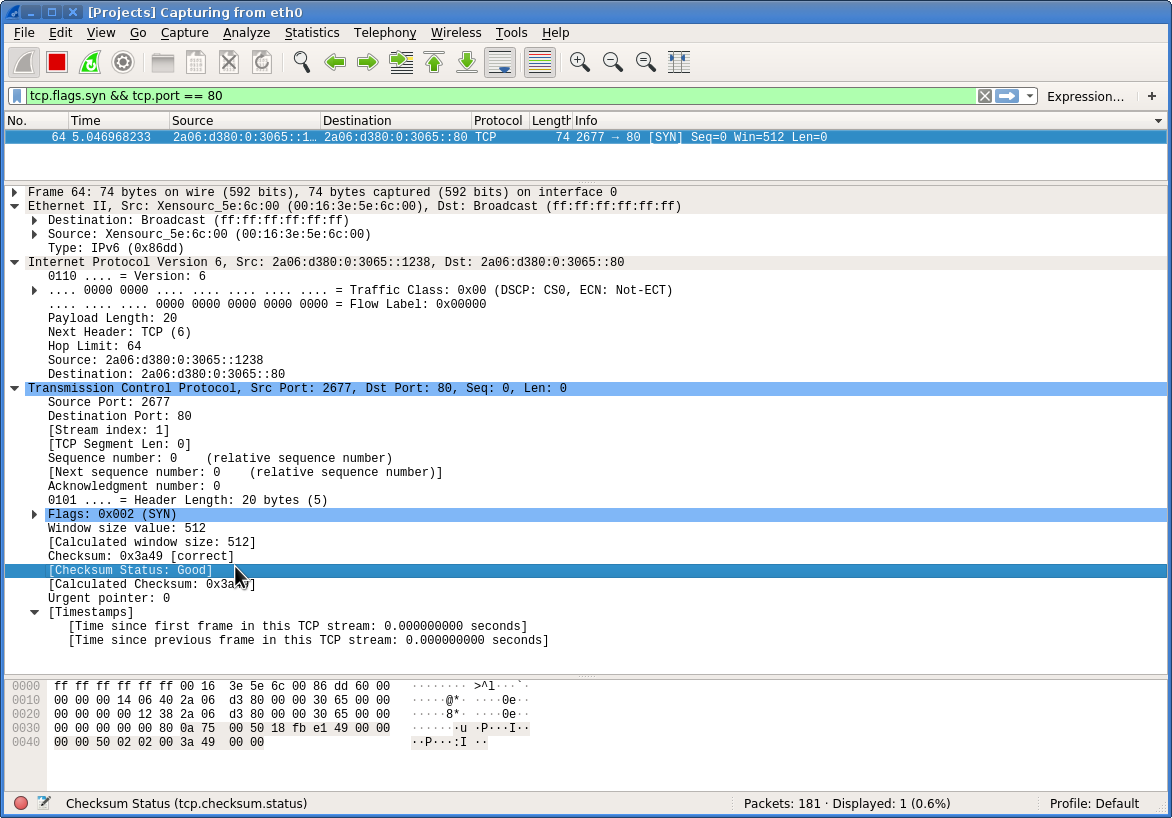 [Projects] Capturing from eth0
File Edit View Go Capture Analyze Statistics Telephony Wireless Tools Help
tcp.flags.syn && tcp.port == 80 Expression… +
No. Time Source Destination Protocol Length Info
64 5.046968233 2a06:d380:0:3065::1… 2a06:d380:0:3065::80 TCP 74 2677 → 80 [SYN] Seq=0 Win=512 Len=0
Frame 64: 74 bytes on wire (592 bits), 74 bytes captured (592 bits) on interface 0
Ethernet II, Src: Xensourc_5e:6c:00 (00:16:3e:5e:6c:00), Dst: Broadcast (ff:ff:ff:ff:ff:ff)
Destination: Broadcast (ff:ff:ff:ff:ff:ff)
Source: Xensourc_5e:6c:00 (00:16:3e:5e:6c:00)
Type: IPv6 (0x86dd)
Internet Protocol Version 6, Src: 2a06:d380:0:3065::1238, Dst: 2a06:d380:0:3065::80
0110 .... = Version: 6
.... 0000 0000 .... .... .... .... .... = Traffic Class: 0x00 (DSCP: CS0, ECN: Not-ECT)
.... .... .... 0000 0000 0000 0000 0000 = Flow Label: 0x00000
Payload Length: 20
Next Header: TCP (6)
Hop Limit: 64
Source: 2a06:d380:0:3065::1238
Destination: 2a06:d380:0:3065::80
Transmission Control Protocol, Src Port: 2677, Dst Port: 80, Seq: 0, Len: 0
Source Port: 2677
Destination Port: 80
[Stream index: 1]
[TCP Segment Len: 0]
Sequence number: 0    (relative sequence number)
[Next sequence number: 0    (relative sequence number)]
Acknowledgment number: 0
0101 .... = Header Length: 20 bytes (5)
Flags: 0x002 (SYN)
Window size value: 512
[Calculated window size: 512]
Checksum: 0x3a49 [correct]
[Checksum Status: Good]
[Calculated Checksum:
Urgent pointer: 0
[Timestamps]
[Time since first frame in this TCP stream: 0.000000000 seconds]
[Time since previous frame in this TCP stream: 0.000000000 seconds]
0000 ff ff ff ff ff ff 00 16 3e 5e 6c 00 86 dd 60 00 ········ >^l···`·
0010 00 00 00 14 06 40 2a 06 d3 80 00 00 30 65 00 00 ·····@*· ····0e··
0020 00 00 00 00 12 38 2a 06 d3 80 00 00 30 65 00 00 ·····8*· ····0e··
0030 00 00 00 00 00 80 0a 75 00 50 18 fb e1 49 00 00 ·······u ·P···I··
0040 00 00 50 02 02 00 3a 49 00 00 ··P···:I ··
Checksum Status (tcp.checksum.status) Packets: 181 · Displayed: 1 (0.6%) Profile: Default